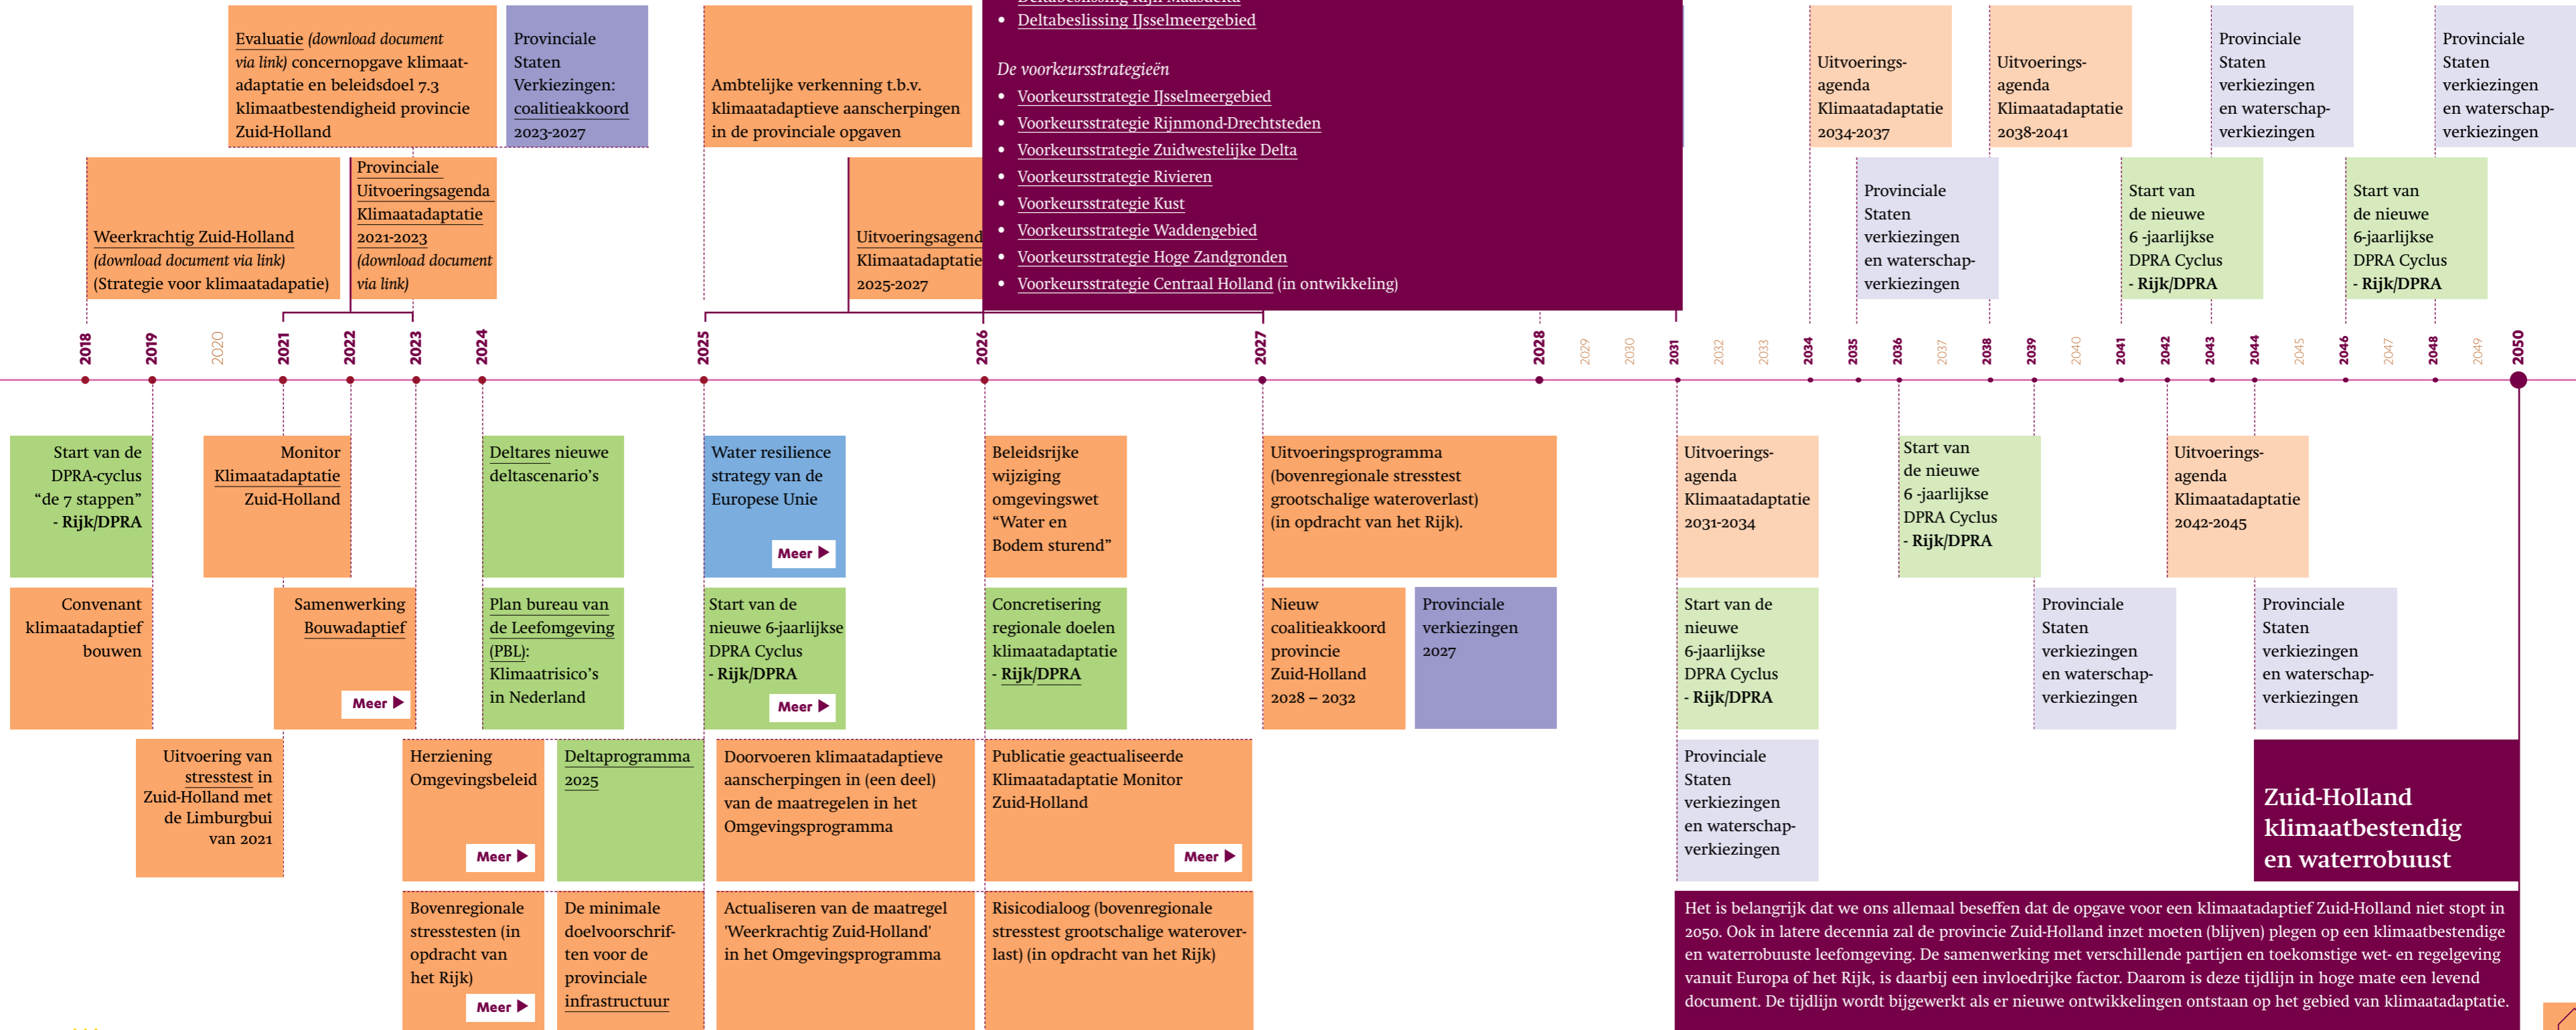 Evaluatie (download document
via link) concernopgave klimaat-
adaptatie en beleidsdoel 7.3
klimaatbestendigheid provincie
Zuid-Holland
Provinciale
Staten
Verkiezingen:
coalitieakkoord
2023-2027
Ambtelijke verkenning t.b.v.
klimaatadaptieve aanscherpingen
in de provinciale opgaven
Deltabeslissing Rijn-Maasdelta
• Deltabeslissing IJsselmeergebied
De voorkeursstrategieën
• Voorkeursstrategie IJsselmeergebied
• Voorkeursstrategie Rijnmond-Drechtsteden
• Voorkeursstrategie Zuidwestelijke Delta
• Voorkeursstrategie Rivieren
• Voorkeursstrategie Kust
• Voorkeursstrategie Waddengebied
• Voorkeursstrategie Hoge Zandgronden
• Voorkeursstrategie Centraal Holland (in ontwikkeling)
Uitvoerings-
agenda
Klimaatadaptatie
2034-2037
Uitvoerings-
agenda
Klimaatadaptatie
2038-2041
Provinciale
Staten
verkiezingen
en waterschap-
verkiezingen
Provinciale
Staten
verkiezingen
en waterschap-
verkiezingen
Weerkrachtig Zuid-Holland
(download document via link)
(Strategie voor klimaatadapatie)
Provinciale
Uitvoeringsagenda
Klimaatadaptatie
2021-2023
(download document
via link)
Uitvoeringsagend
Klimaatadaptatie
2025-2027
Provinciale
Staten
verkiezingen
en waterschap-
verkiezingen
Start van
de nieuwe
6 -jaarlijkse
DPRA Cyclus
- Rijk/DPRA
Start van
de nieuwe
6-jaarlijkse
DPRA Cyclus
- Rijk/DPRA
2018 2019 2020 2021 2022 2023 2024 2025 2026 2027 2028 2029 2030 2031 2032 2033 2034 2035 2036 2037 2038 2039 2040 2041 2042 2043 2044 2045 2046 2047 2048 2049 2050
Start van de
DPRA-cyclus
“de 7 stappen”
- Rijk/DPRA
Monitor
Klimaatadaptatie
Zuid-Holland
Deltares nieuwe
deltascenario’s
Water resilience
strategy van de
Europese Unie
Meer
Beleidsrijke
wijziging
omgevingswet
“Water en
Bodem sturend”
Uitvoeringsprogramma
(bovenregionale stresstest
grootschalige wateroverlast)
(in opdracht van het Rijk).
Uitvoerings-
agenda
Klimaatadaptatie
2031-2034
Start van
de nieuwe
6 -jaarlijkse
DPRA Cyclus
- Rijk/DPRA
Uitvoerings-
agenda
Klimaatadaptatie
2042-2045
Convenant
klimaatadaptief
bouwen
Samenwerking
Bouwadaptief
Meer
Plan bureau van
de Leefomgeving
(PBL):
Klimaatrisico’s
in Nederland
Start van de
nieuwe 6-jaarlijkse
DPRA Cyclus
- Rijk/DPRA
Meer
Concretisering
regionale doelen
klimaatadaptatie
- Rijk/DPRA
Nieuw
coalitieakkoord
provincie
Zuid-Holland
2028 – 2032
Provinciale
verkiezingen
2027
Start van de
nieuwe
6-jaarlijkse
DPRA Cyclus
- Rijk/DPRA
Provinciale
Staten
verkiezingen
en waterschap-
verkiezingen
Provinciale
Staten
verkiezingen
en waterschap-
verkiezingen
Uitvoering van
stresstest in
Zuid-Holland met
de Limburgbui
van 2021
Herziening
Omgevingsbeleid
Meer
Deltaprogramma
2025
Doorvoeren klimaatadaptieve
aanscherpingen in (een deel)
van de maatregelen in het
Omgevingsprogramma
Publicatie geactualiseerde
Klimaatadaptatie Monitor
Zuid-Holland
Meer
Provinciale
Staten
verkiezingen
en waterschap-
verkiezingen
Zuid-Holland
klimaatbestendig
en waterrobuust
Bovenregionale
stresstesten (in
opdracht van
het Rijk)
Meer
De minimale
doelvoorschrif-
ten voor de
provinciale
infrastructuur
Actualiseren van de maatregel
'Weerkrachtig Zuid-Holland'
in het Omgevingsprogramma
Risicodialoog (bovenregionale
stresstest grootschalige waterover-
last) (in opdracht van het Rijk)
Het is belangrijk dat we ons allemaal beseffen dat de opgave voor een klimaatadaptief Zuid-Holland niet stopt in
2050. Ook in latere decennia zal de provincie Zuid-Holland inzet moeten (blijven) plegen op een klimaatbestendige
en waterrobuuste leefomgeving. De samenwerking met verschillende partijen en toekomstige wet- en regelgeving
vanuit Europa of het Rijk, is daarbij een invloedrijke factor. Daarom is deze tijdlijn in hoge mate een levend
document. De tijdlijn wordt bijgewerkt als er nieuwe ontwikkelingen ontstaan op het gebied van klimaatadaptatie.